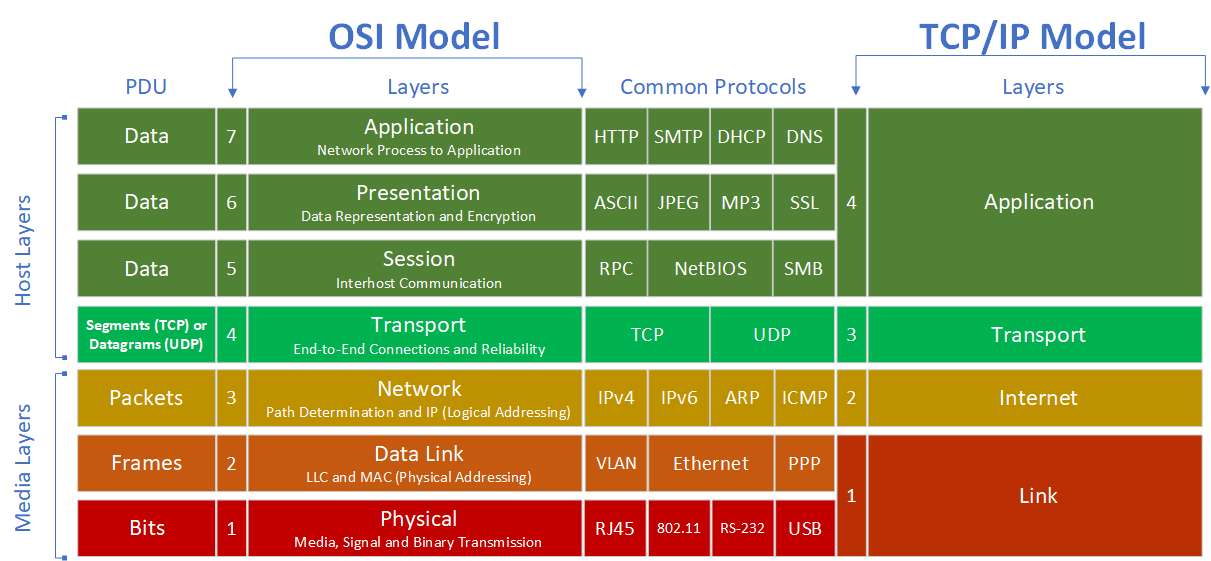 OSI Model
TCP/IP Model
PDU
Layers
Common Protocols
Layers
Host Layers
Data
7
Application
Network Process to Application
HTTP
SMTP
DHCP
DNS
Data
6
Presentation
Data Representation and Encryption
ASCII
JPEG
MP3
SSL
4
Application
Data
5
Session
Interhost Communication
RPC
NetBIOS
SMB
Segments (TCP) or
Datagrams (UDP)
4
Transport
End-to-End Connections and Reliability
TCP
UDP
3
Transport
Media Layers
Packets
3
Network
Path Determination and IP (Logical Addressing)
IPv4
IPv6
ARP
ICMP
2
Internet
Frames
2
Data Link
LLC and MAC (Physical Addressing)
VLAN
Ethernet
PPP
1
Link
Bits
1
Physical
Media, Signal and Binary Transmission
RJ45
802.11
RS-232
USB